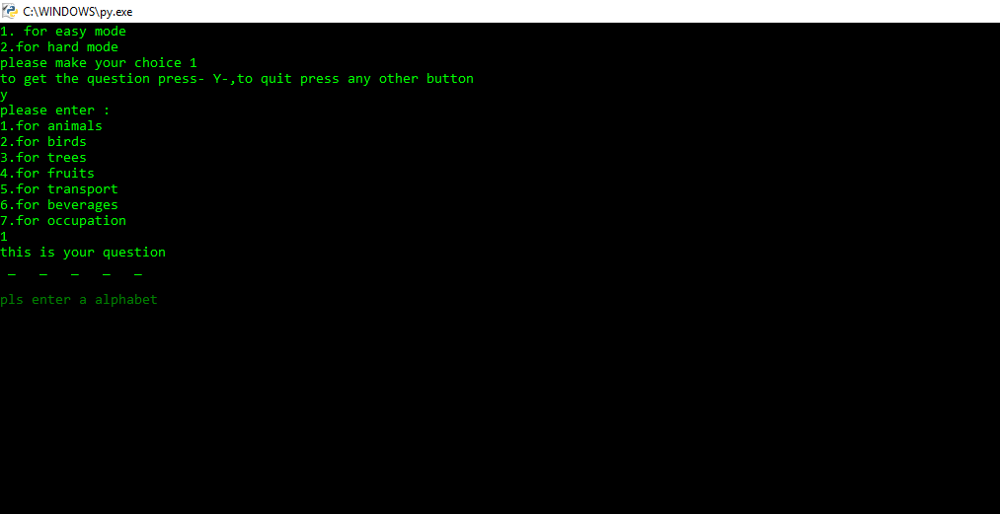 C:\WINDOWS\py.exe
1. for easy mode
2.for hard mode
please make your choice 1
to get the question press- Y-,to quit press any other button
y
please enter :
1.for animals
2.for birds
3.for trees
4.for fruits
5.for transport
6.for beverages
7.for occupation
1
this is your question
_ _ _ _ _
pls enter a alphabet